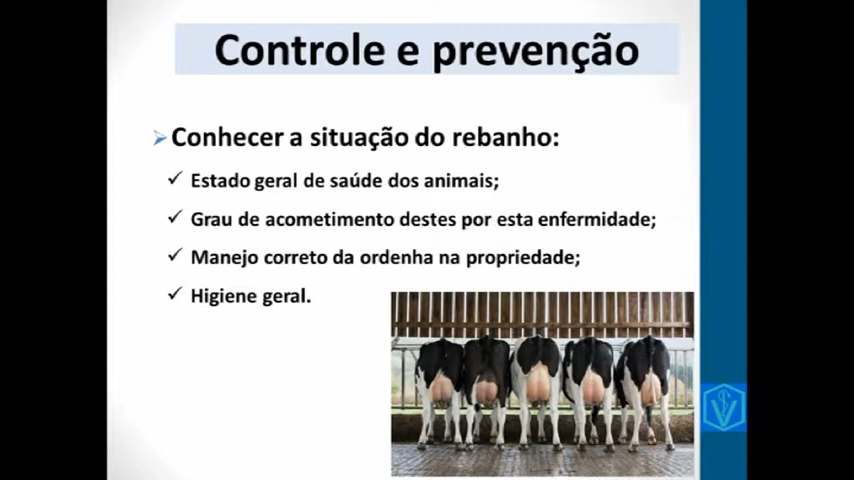 Controle e prevenção
Conhecer a situação do rebanho:
Estado geral de saúde dos animais;
Grau de acometimento destes por esta enfermidade;
Manejo correto da ordenha na propriedade;
Higiene geral.